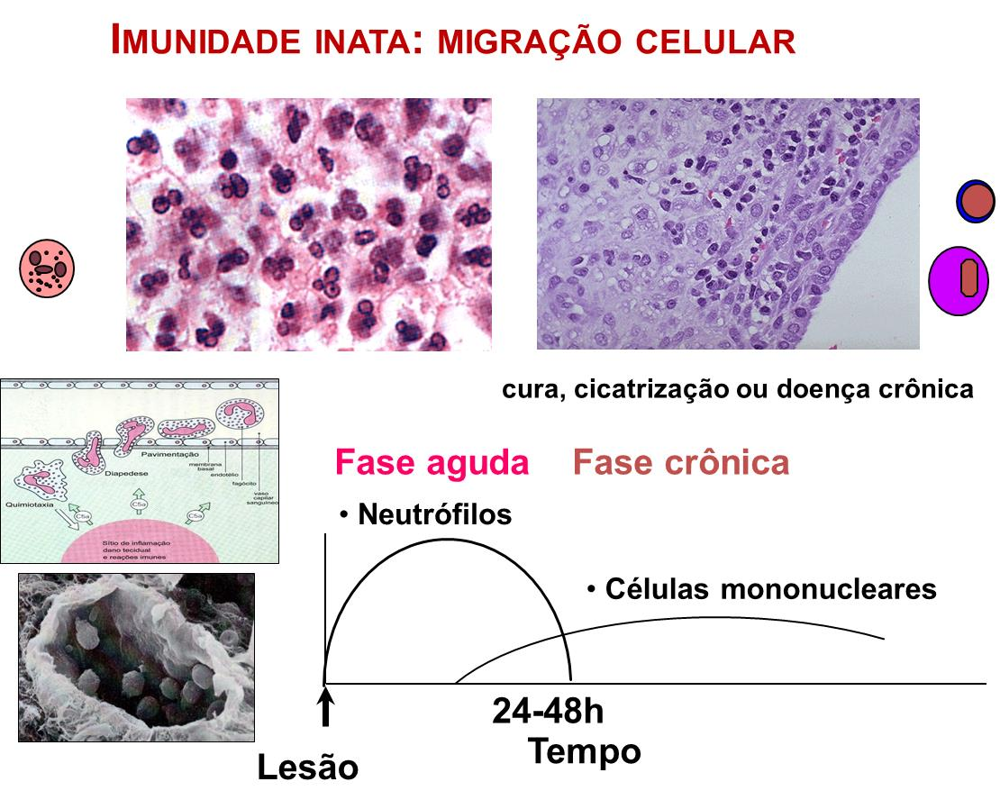 IMUNIDADE INATA: MIGRAÇÃO CELULAR
cura, cicatrização ou doença crônica
Pavimentação
Diapedese
membrana
basal
endotélio
fagócito
vaso
capilar
sanguíneo
Quimiotaxia
C5a
C5a
C5a
Sítio de inflamação
dano tecidual
e reações imunes
Fase aguda
Fase crônica
• Neutrófilos
• Células mononucleares
24-48h
Tempo
Lesão